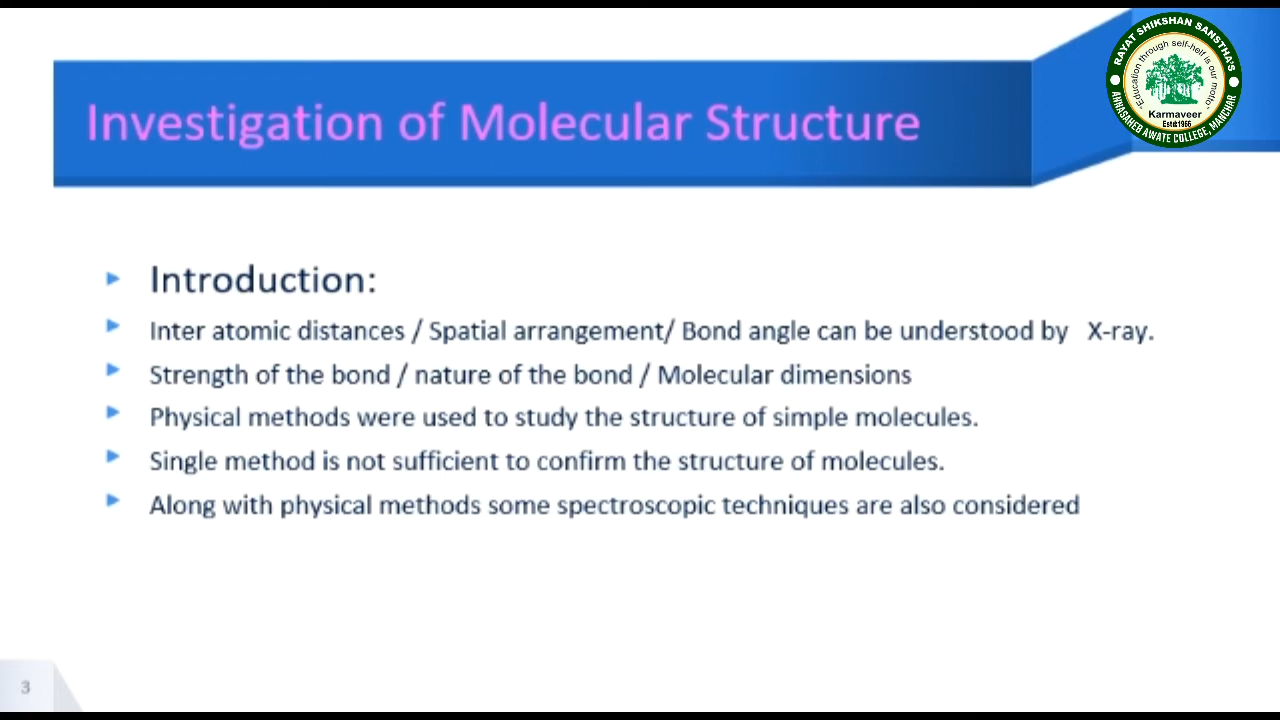 RAYAT SHIKSHAN SANSTHA'S
"Education through self-help is our motto"
Karmaveer
Estd:1966
ANNASAHEB AWATE COLLEGE, MANCHAR
Investigation of Molecular Structure
Introduction:
Inter atomic distances / Spatial arrangement/ Bond angle can be understood by X-ray.
Strength of the bond / nature of the bond / Molecular dimensions
Physical methods were used to study the structure of simple molecules.
Single method is not sufficient to confirm the structure of molecules.
Along with physical methods some spectroscopic techniques are also considered
3